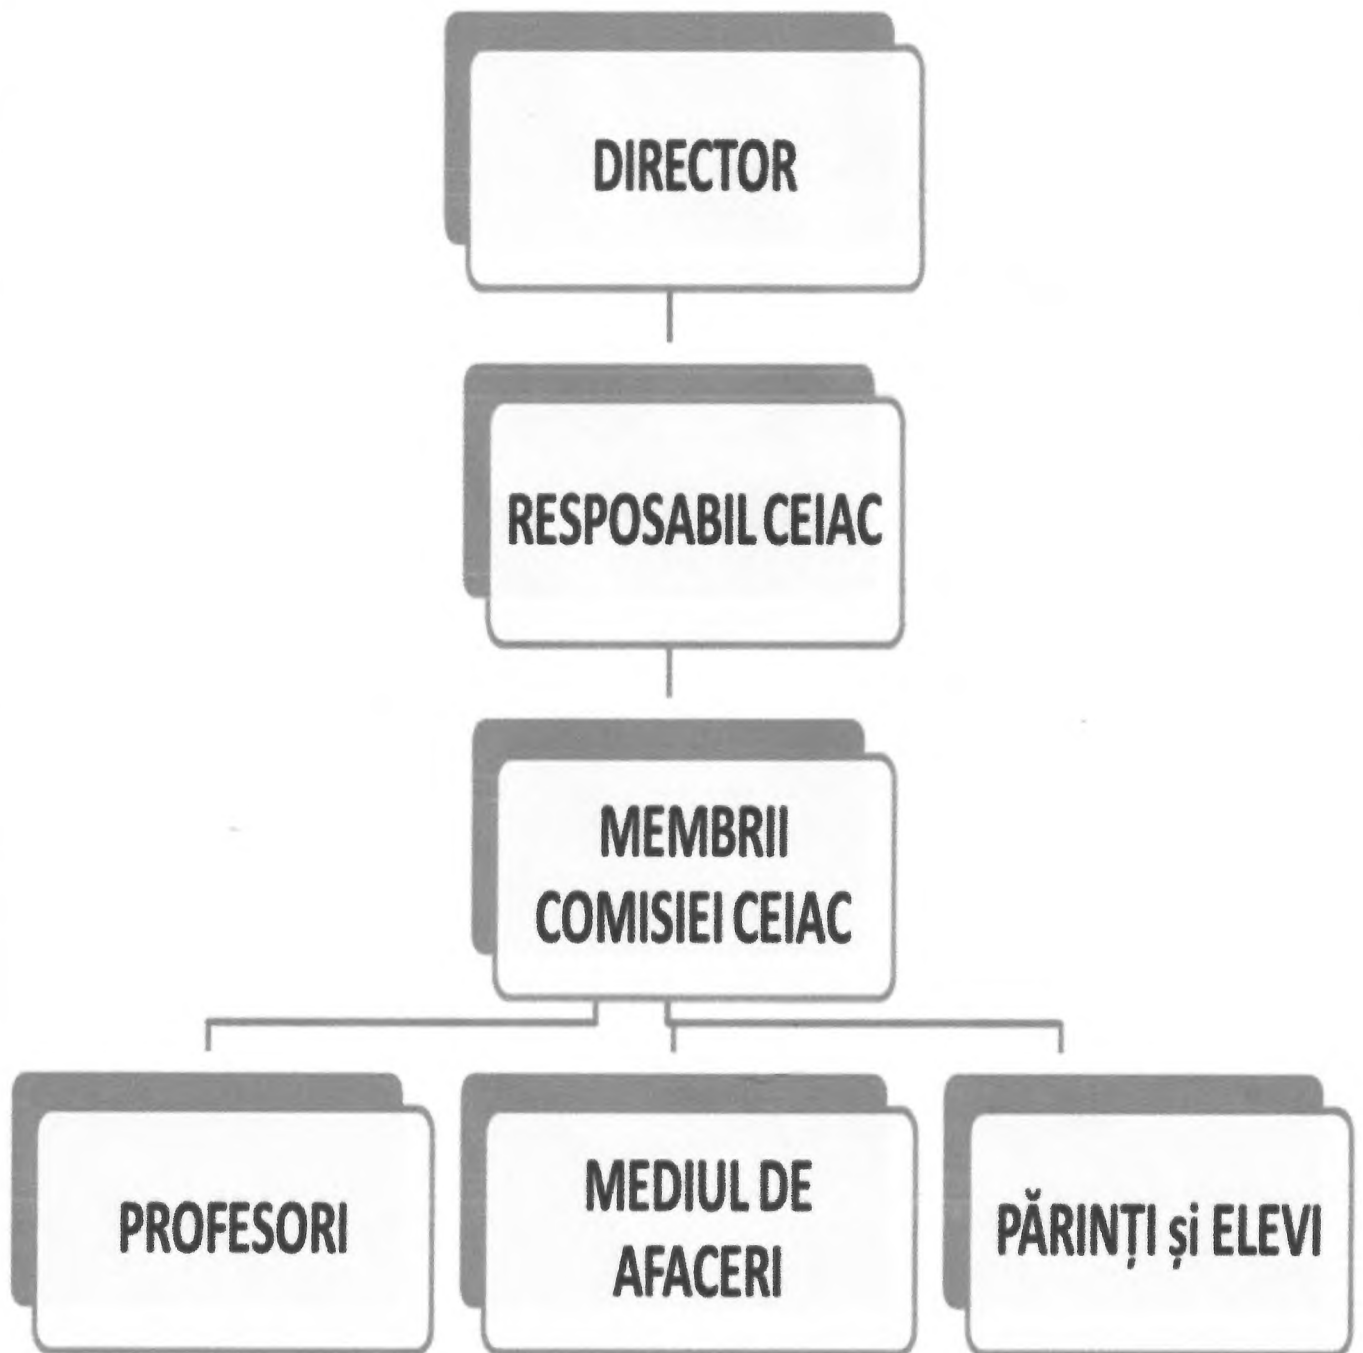 DIRECTOR
RESPOSABIL CEIAC
MEMBRII
COMISIEI CEIAC
PROFESORI
MEDIUL DE
AFACERI
PĂRINȚI și ELEVI